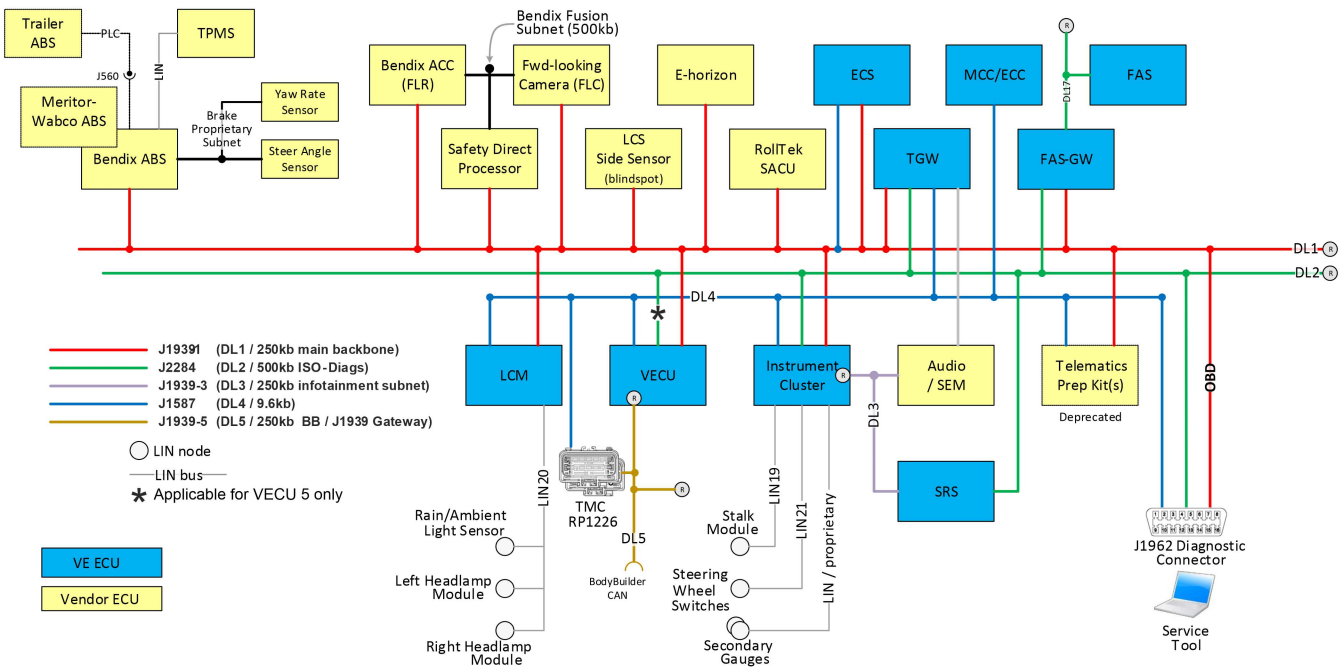 Trailer
ABS
PLC
TPMS
LIN
J560
Meritor-
Wabco ABS
Bendix ABS
Brake
Proprietary
Subnet
Yaw Rate
Sensor
Steer Angle
Sensor
Bendix Fusion
Subnet (500kb)
Bendix ACC
(FLR)
Fwd-looking
Camera (FLC)
Safety Direct
Processor
E-horizon
LCS
Side Sensor
(blindspot)
RollTek
SACU
ECS
MCC/ECC
R
FAS
DL17
TGW
FAS-GW
DL1
R
DL2
R
DL4
J19391 (DL1 / 250kb main backbone)
J2284 (DL2 / 500kb ISO-Diags)
J1939-3 (DL3 / 250kb infotainment subnet)
J1587 (DL4 / 9.6kb)
J1939-5 (DL5 / 250kb BB / J1939 Gateway)
LIN node
LIN bus
* Applicable for VECU 5 only
VE ECU
Vendor ECU
LCM
*
VECU
R
Instrument
Cluster
R
Audio
/ SEM
Telematics
Prep Kit(s)
Deprecated
OBD
DL3
SRS
LIN20
TMC
RP1226
R
DL5
BodyBuilder
CAN
Rain/Ambient
Light Sensor
Left Headlamp
Module
Right Headlamp
Module
LIN19
LIN21
LIN / proprietary
Stalk
Module
Steering
Wheel
Switches
Secondary
Gauges
J1962 Diagnostic
Connector
Service
Tool